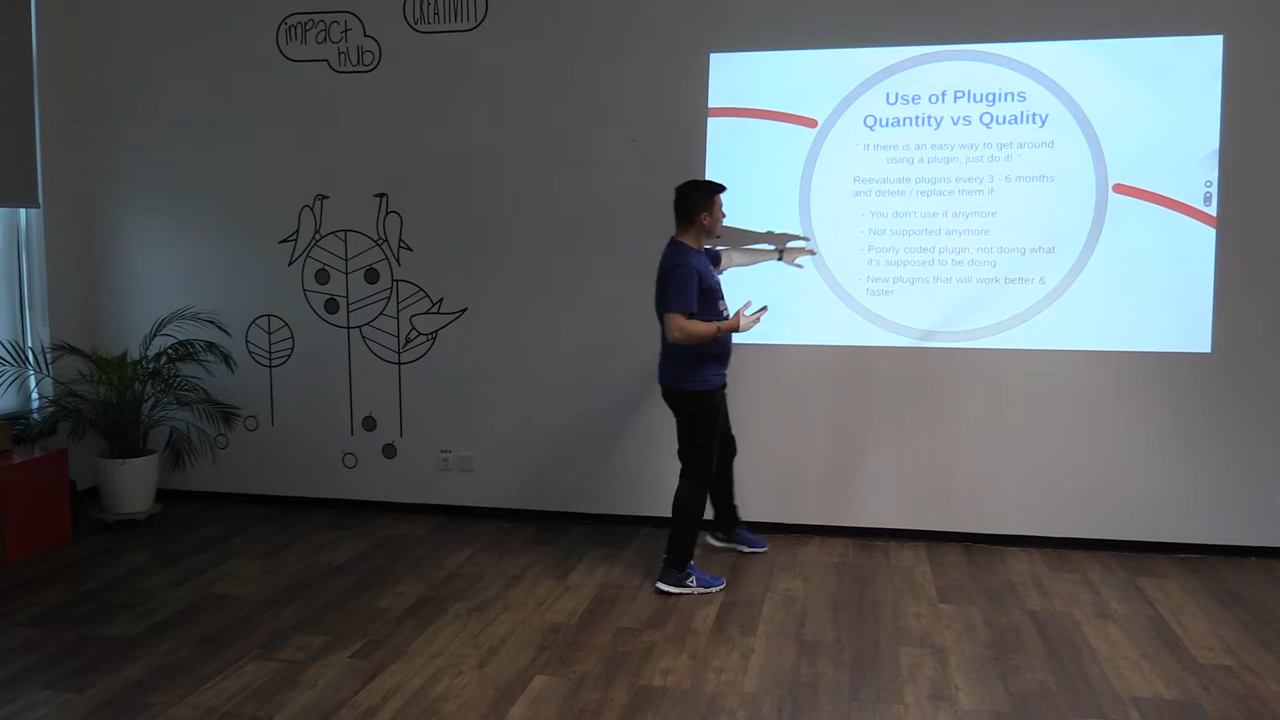 CREATIVITY
impact
hub
Use of Plugins
Quantity vs Quality
" If there is an easy way to get around
using a plugin, just do it! "
Reevaluate plugins every 3 - 6 months
and delete / replace them if:
- You don't use it anymore
- Not supported anymore
- Poorly coded plugin, not doing what
it's supposed to be doing
- New plugins that will work better &
faster